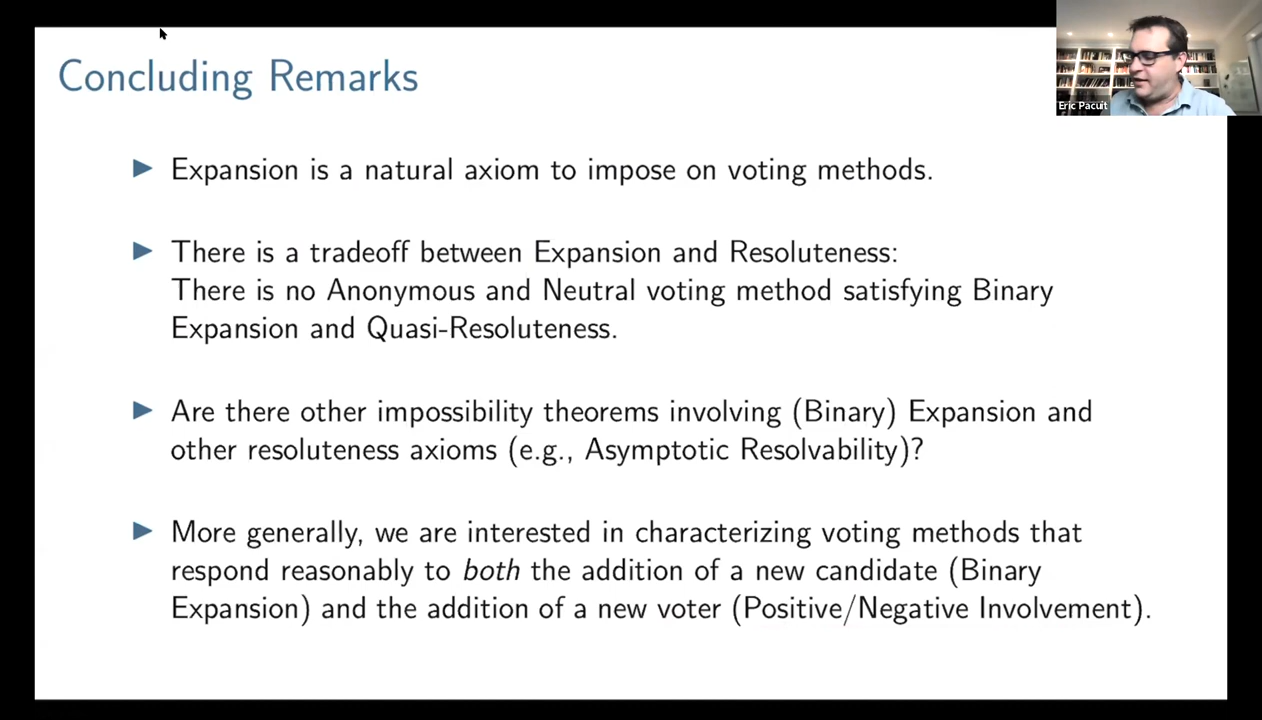 Concluding Remarks
Eric Pacuit
Expansion is a natural axiom to impose on voting methods.
There is a tradeoff between Expansion and Resoluteness:
There is no Anonymous and Neutral voting method satisfying Binary
Expansion and Quasi-Resoluteness.
Are there other impossibility theorems involving (Binary) Expansion and
other resoluteness axioms (e.g., Asymptotic Resolvability)?
More generally, we are interested in characterizing voting methods that
respond reasonably to both the addition of a new candidate (Binary
Expansion) and the addition of a new voter (Positive/Negative Involvement).